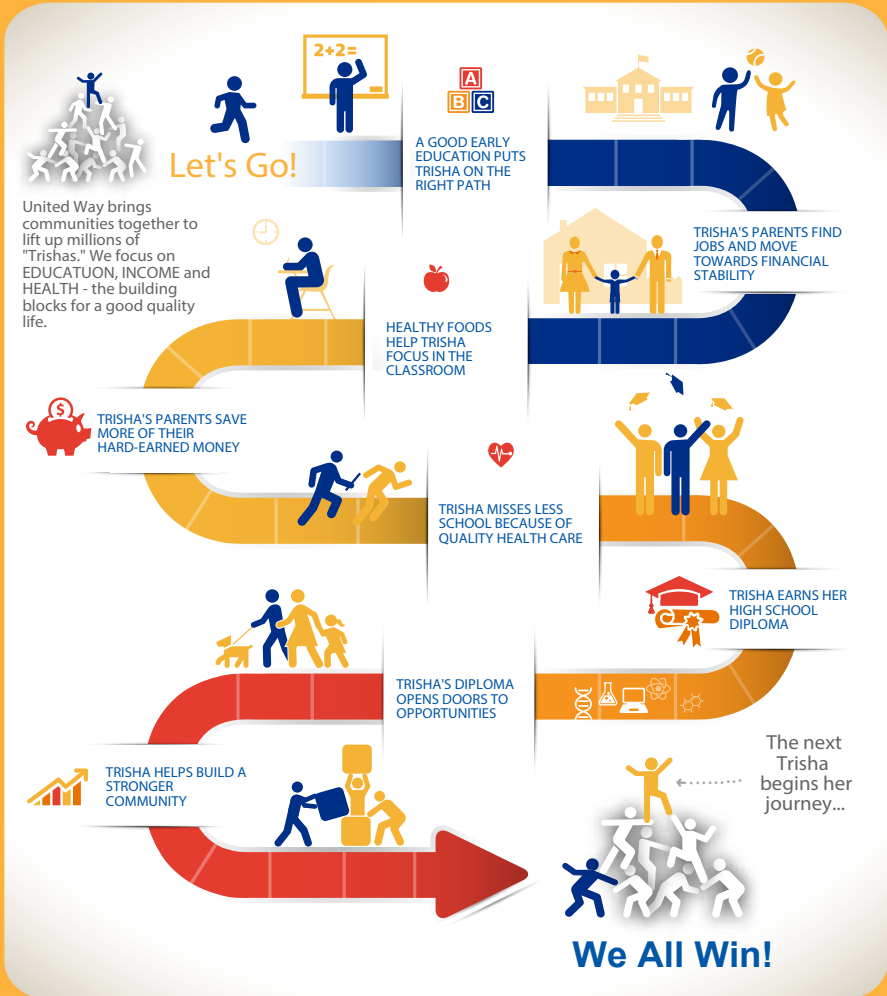 2+2=
A
B C
Let's Go!
A GOOD EARLY
EDUCATION PUTS
TRISHA ON THE
RIGHT PATH
United Way brings
communities together to
lift up millions of
"Trishas." We focus on
EDUCATUON, INCOME and
HEALTH - the building
blocks for a good quality
life.
TRISHA'S PARENTS FIND
JOBS AND MOVE
TOWARDS FINANCIAL
STABILITY
HEALTHY FOODS
HELP TRISHA
FOCUS IN THE
CLASSROOM
$
TRISHA'S PARENTS SAVE
MORE OF THEIR
HARD-EARNED MONEY
TRISHA MISSES LESS
SCHOOL BECAUSE OF
QUALITY HEALTH CARE
TRISHA EARNS HER
HIGH SCHOOL
DIPLOMA
TRISHA'S DIPLOMA
OPENS DOORS TO
OPPORTUNITIES
TRISHA HELPS BUILD A
STRONGER
COMMUNITY
The next
Trisha
begins her
journey...
We All Win!